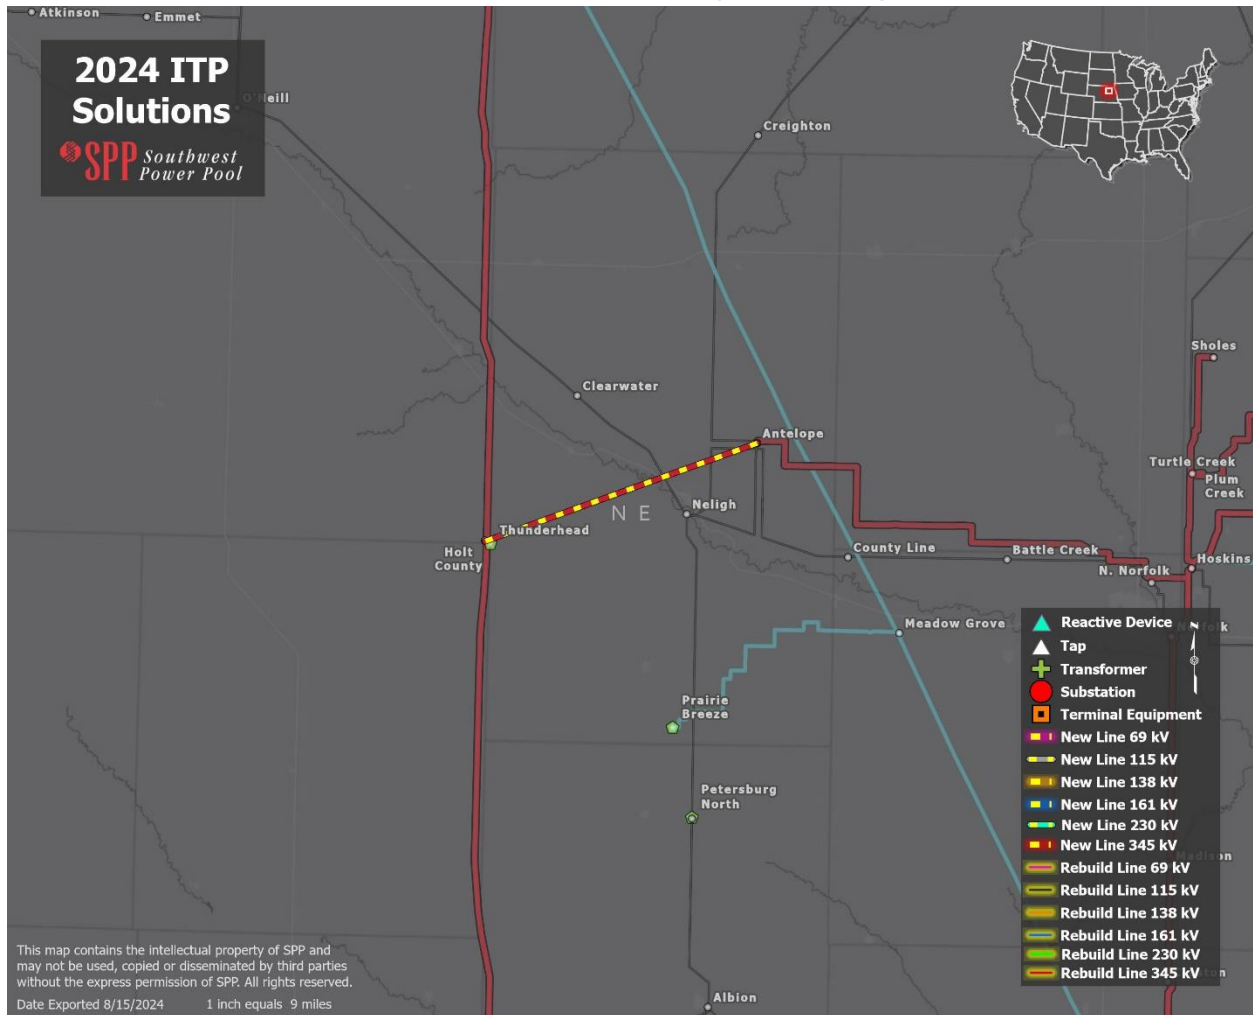 Atkinson
Emmet
2024 ITP
Solutions
SPP Southwest
Power Pool
O'Neill
Creighton
Clearwater
Antelope
Sholes
Turtle Creek
Plum
Creek
Neligh
N E
Thunderhead
Holt
County
County Line
Battle Creek
Hoskins
N. Norfolk
Meadow Grove
Prairie
Breeze
Petersburg
North
Albion
Madison
N
Reactive Device
Tap
Transformer
Substation
Terminal Equipment
New Line 69 kV
New Line 115 kV
New Line 138 kV
New Line 161 kV
New Line 230 kV
New Line 345 kV
Rebuild Line 69 kV
Rebuild Line 115 kV
Rebuild Line 138 kV
Rebuild Line 161 kV
Rebuild Line 230 kV
Rebuild Line 345 kV
This map contains the intellectual property of SPP and
may not be used, copied or disseminated by third parties
without the express permission of SPP. All rights reserved.
Date Exported 8/15/2024 1 inch equals 9 miles